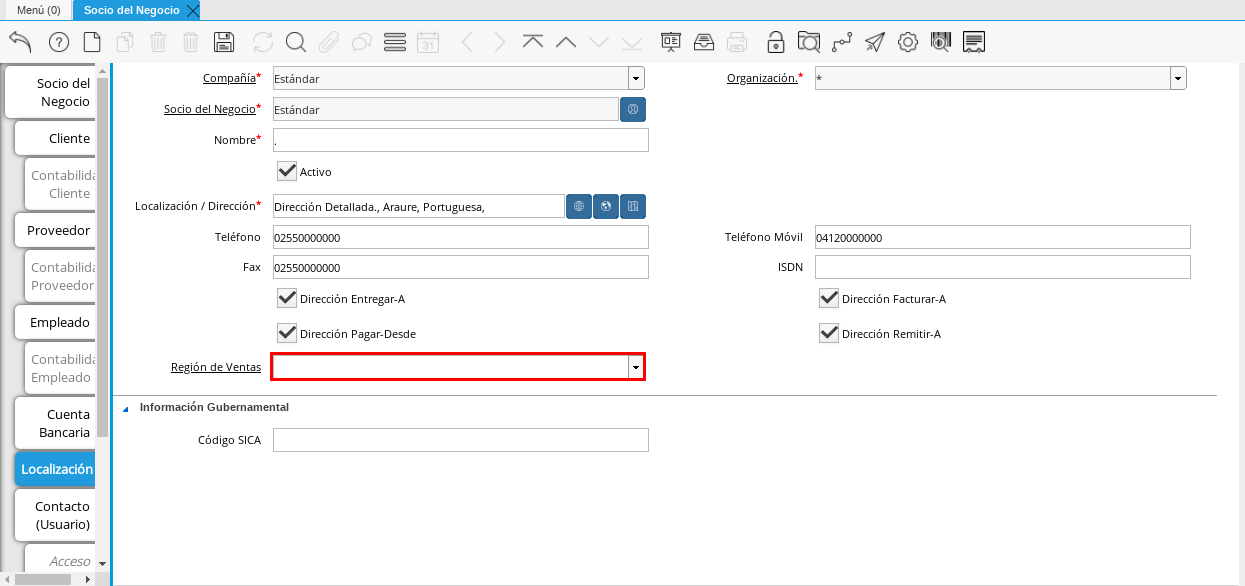 Menú (0)
Socio del Negocio
31
Socio del
Negocio
Cliente
Contabilida
Cliente
Proveedor
Contabilida
Proveedor
Empleado
Contabilida
Empleado
Cuenta
Bancaria
Localización
Contacto
(Usuario)
Acceso
Compañía* Estándar
Organización.* *
Socio del Negocio* Estándar
Nombre* .
Activo
Localización / Dirección* Dirección Detallada., Araure, Portuguesa,
Teléfono 02550000000
Teléfono Móvil 04120000000
Fax 02550000000
ISDN
Dirección Entregar-A
Dirección Facturar-A
Dirección Pagar-Desde
Dirección Remitir-A
Región de Ventas
Información Gubernamental
Código SICA